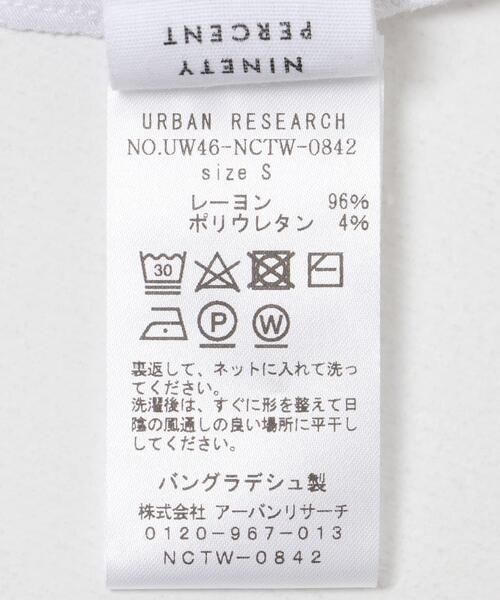 NINETY
PERCENT
URBAN RESEARCH
NO.UW46-NCTW-0842
size S
レーヨン 96%
ポリウレタン 4%
30
P W
裏返して、ネットに入れて洗っ
てください。
洗濯後は、すぐに形を整えて日
陰の風通しの良い場所に平干し
してください。
バングラデシュ製
株式会社 アーバンリサーチ
0120-967-013
NCTW-0842